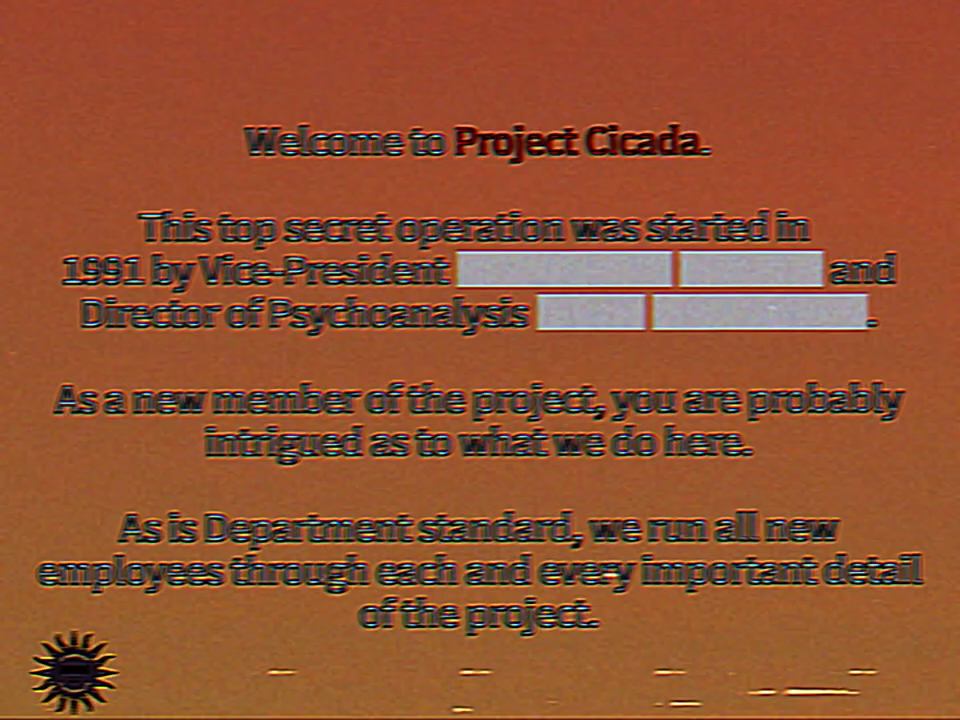 Welcome to Project Cicada.
This top secret operation was started in
1991 by Vice-President and
Director of Psychoanalysis .
As a new member of the project, you are probably
intrigued as to what we do here.
As is Department standard, we run all new
employees through each and every important detail
of the project.